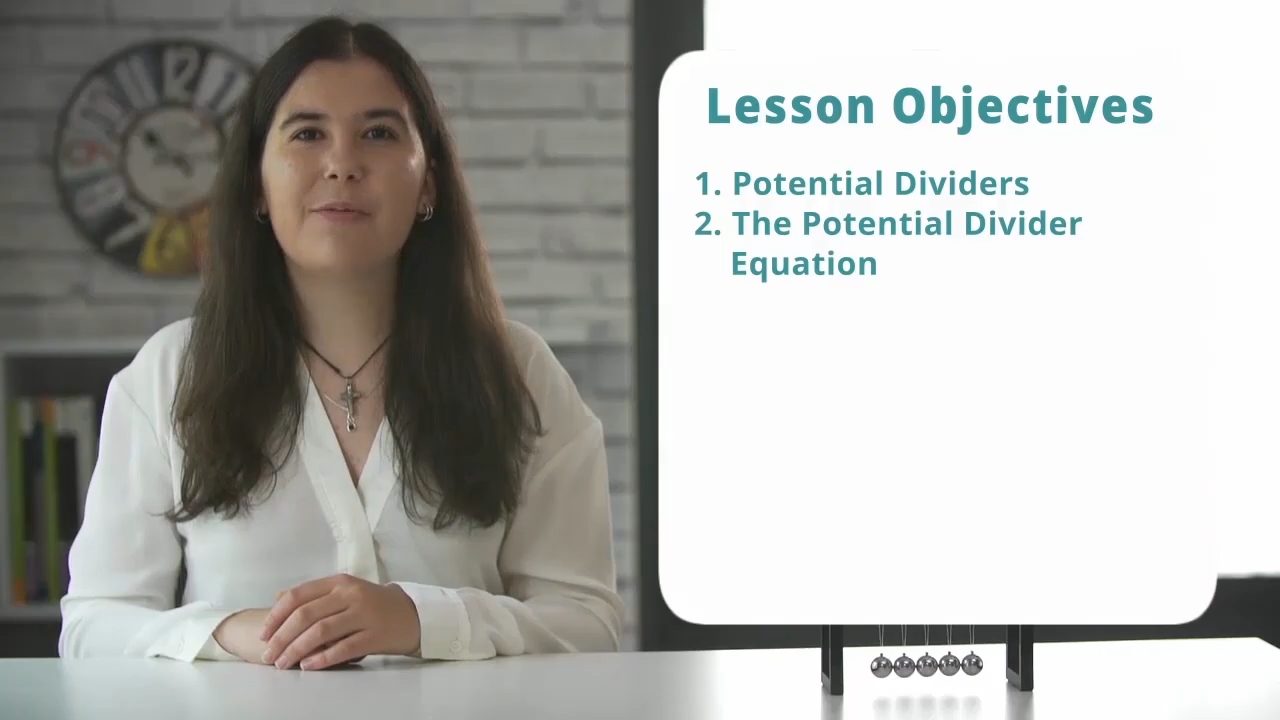 Lesson Objectives
1. Potential Dividers
2. The Potential Divider
Equation